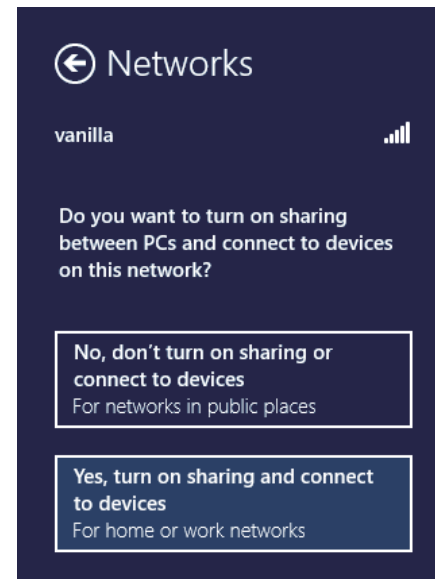 Networks
vanilla
Do you want to turn on sharing
between PCs and connect to devices
on this network?
No, don’t turn on sharing or
connect to devices
For networks in public places
Yes, turn on sharing and connect
to devices
For home or work networks